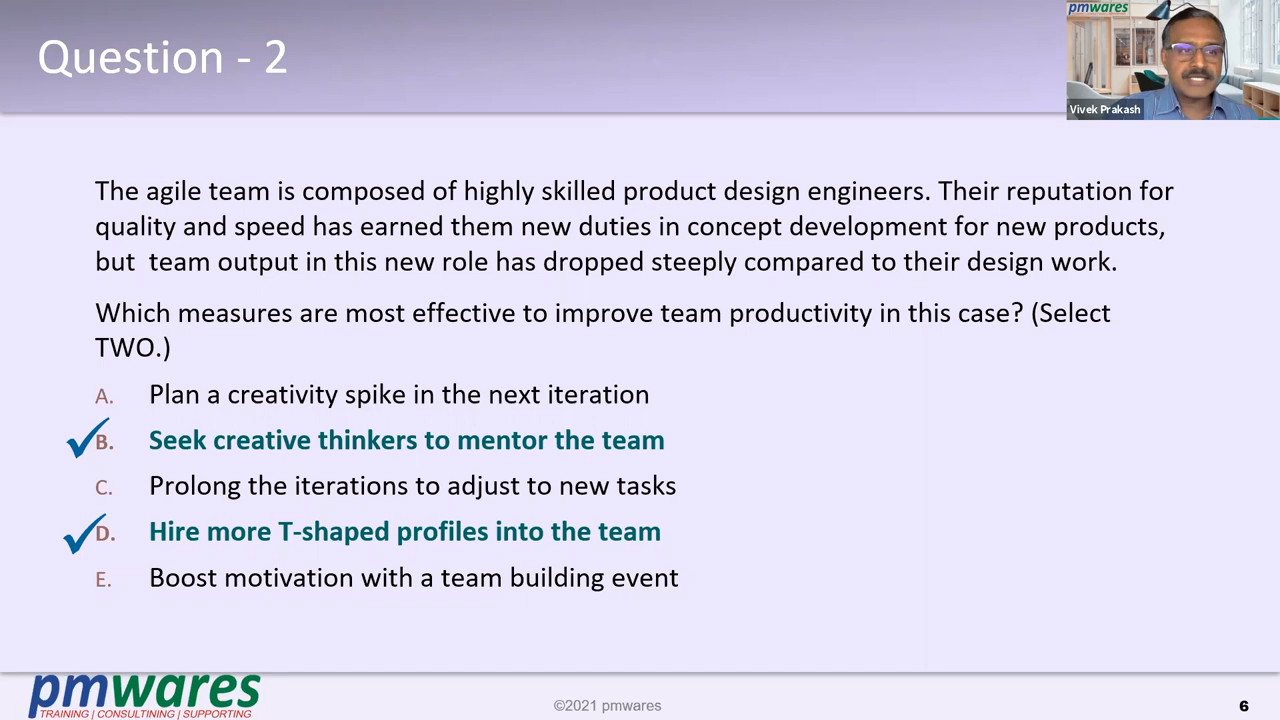 Question - 2
pmwares
Vivek Prakash
The agile team is composed of highly skilled product design engineers. Their reputation for
quality and speed has earned them new duties in concept development for new products,
but team output in this new role has dropped steeply compared to their design work.
Which measures are most effective to improve team productivity in this case? (Select
TWO.)
A. Plan a creativity spike in the next iteration
B. Seek creative thinkers to mentor the team
C. Prolong the iterations to adjust to new tasks
D. Hire more T-shaped profiles into the team
E. Boost motivation with a team building event
pmwares
TRAINING | CONSULTINING | SUPPORTING
©2021 pmwares
6